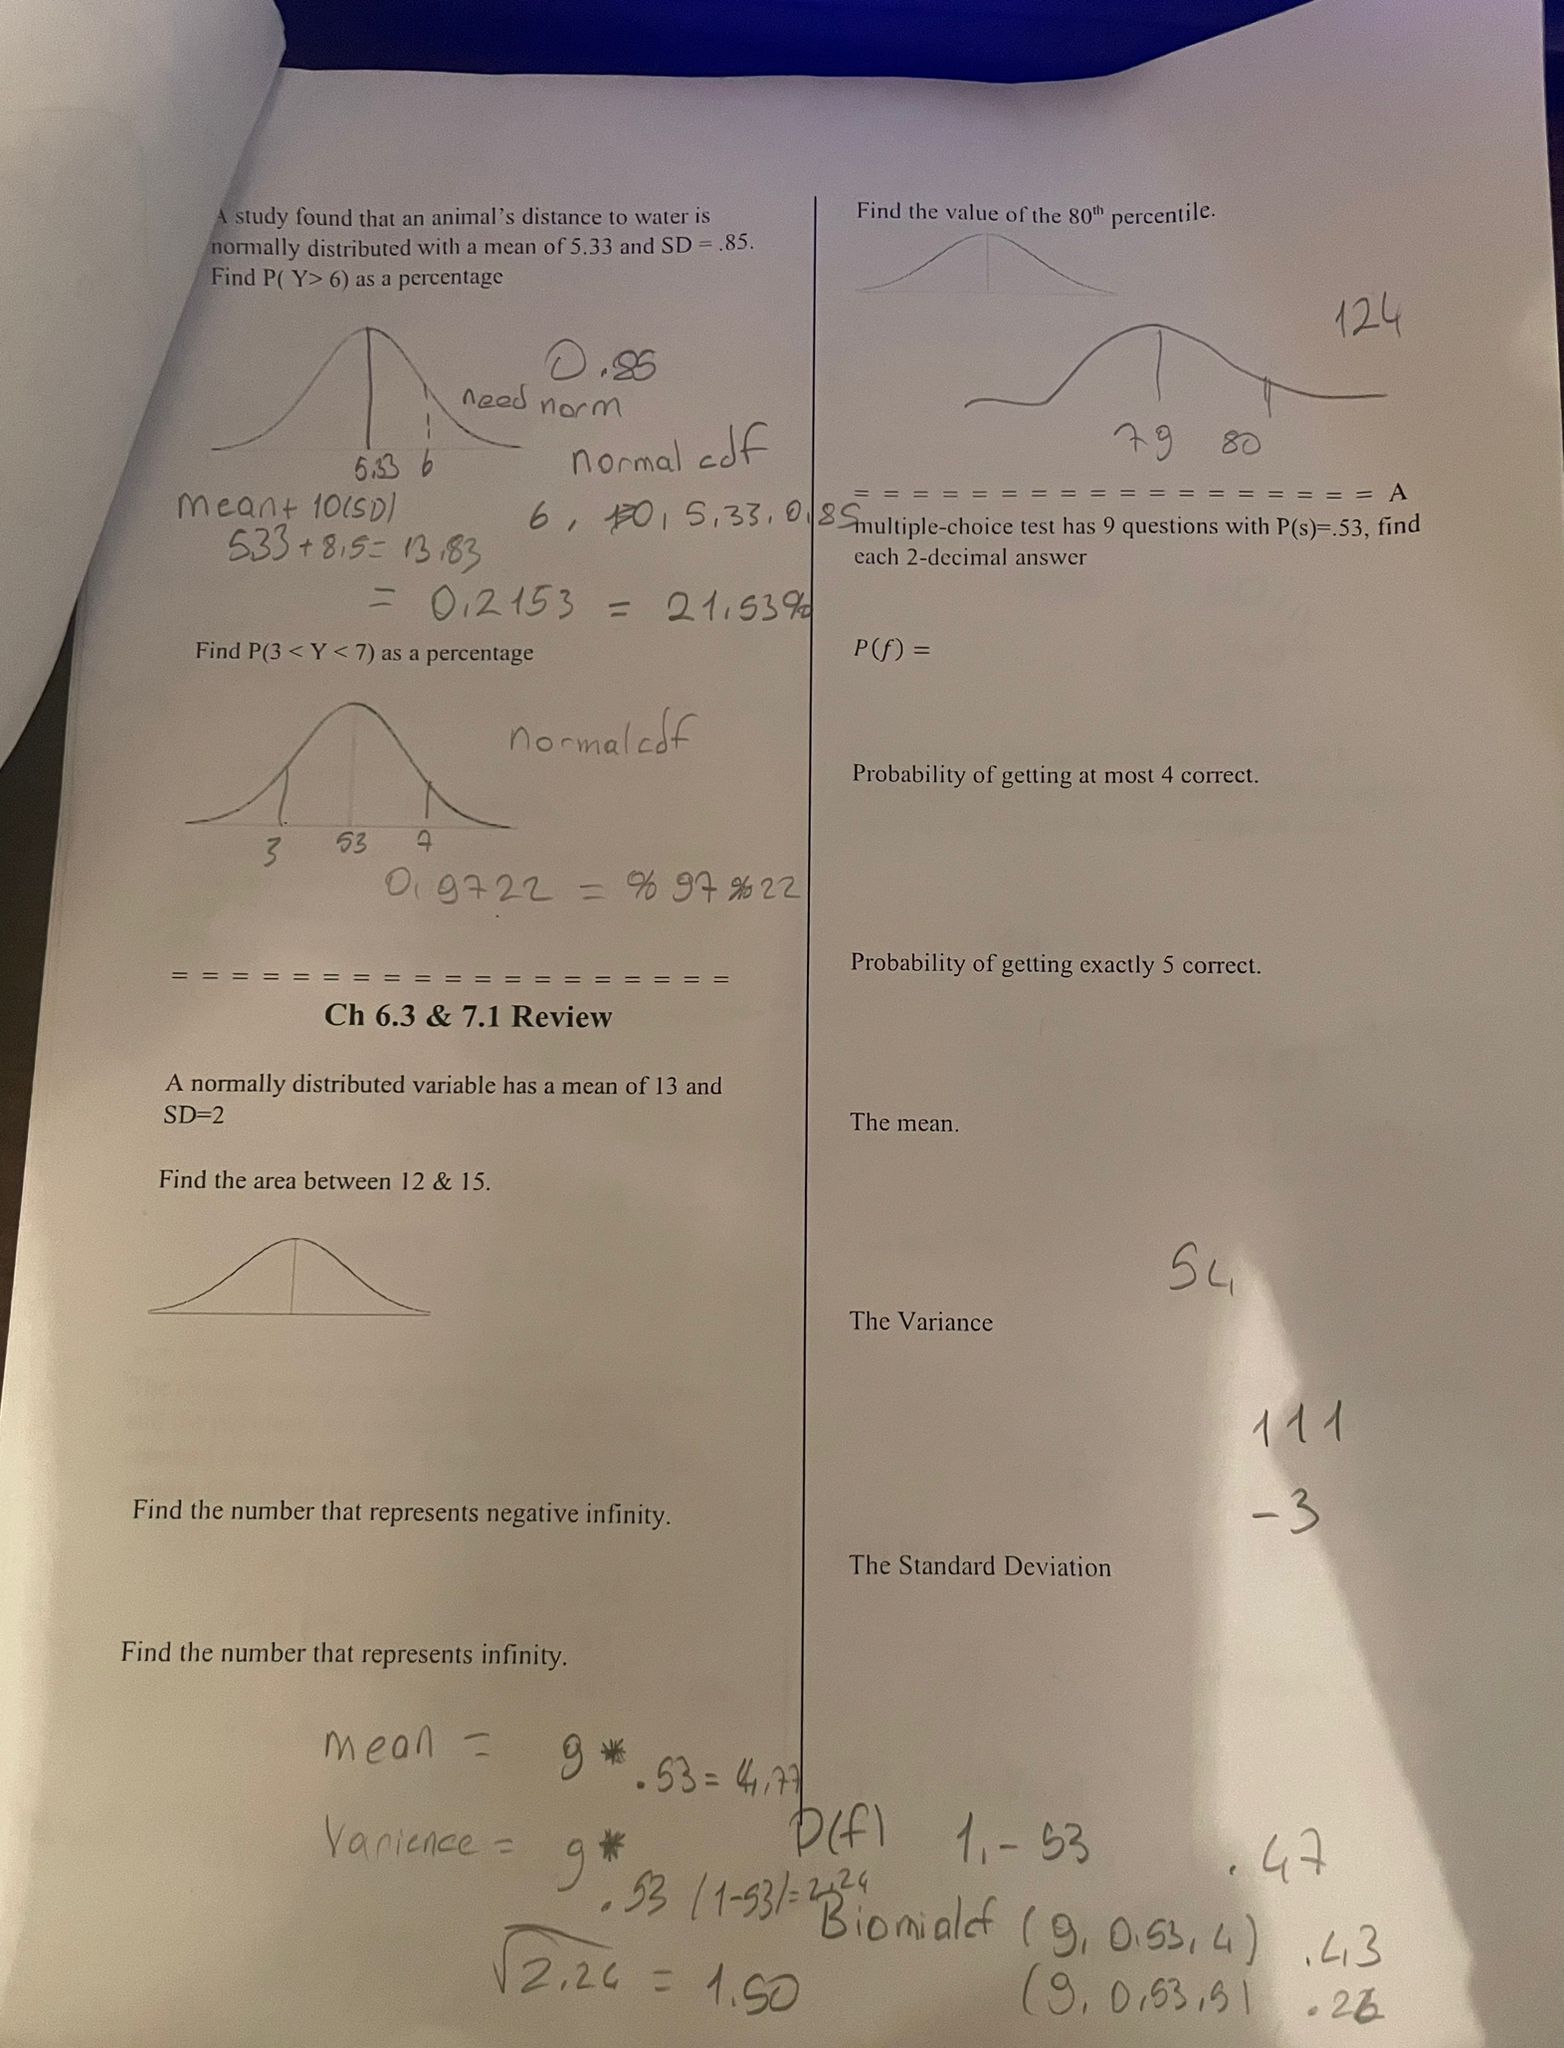 A study found that an animal's distance to water is
normally distributed with a mean of 5.33 and SD = .85.
Find P( Y> 6) as a percentage
0.85
need norm
5.33 6
normal cdf
mean+ 10(SD)
533 + 8,5 = 13.83
6, 10, 5,33, 0,85
= 0,2153 = 21,53%
Find P(3 < Y < 7) as a percentage
normalcdf
3 53 7
0,9722 = % 97 % 22
= = = = = = = = = = = = = = = = = = =
Ch 6.3 & 7.1 Review
A normally distributed variable has a mean of 13 and
SD=2
Find the area between 12 & 15.
Find the number that represents negative infinity.
Find the number that represents infinity.
mean = 9 * .53 = 4,77
Varience = 9 * .53 (1-53) = 2,24
√2.24 = 1.50
Find the value of the 80th percentile.
124
79 80
= = = = = = = = = = = = = = = = = = A
multiple-choice test has 9 questions with P(s)=.53, find
each 2-decimal answer
P(f) =
Probability of getting at most 4 correct.
Probability of getting exactly 5 correct.
The mean.
54
The Variance
111
-3
The Standard Deviation
P(f) 1,- 53 .47
Biomialcf (9, 0.53, 4) .43
(9, 0,53,5) .26